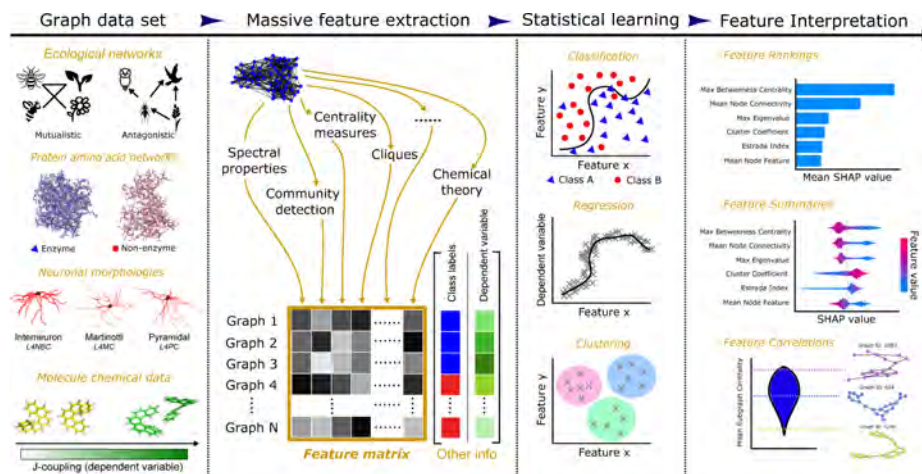 Graph data set
Massive feature extraction
Statistical learning
Feature Interpretation
Ecological networks
Mutualistic
Antagonistic
Protein amino acid networks
Enzyme
Non-enzyme
Neuronal morphologies
Interneuron
L4NBC
Martinotti
L4MC
Pyramidal
L4PC
Molecule chemical data
J-coupling (dependent variable)
Spectral
properties
Community
detection
Centrality
measures
Cliques
......
Chemical
theory
Class labels
Dependent variable
Graph 1
Graph 2
Graph 3
Graph 4
Graph N
Feature matrix
Other info
Classification
Feature y
Feature x
Class A
Class B
Regression
Dependent variable
Feature x
Clustering
Feature y
Feature x
Feature Rankings
Max Betweeness Centrality
Mean Node Connectivity
Max Eigenvalue
Cluster Coefficient
Estrada Index
Mean Node Feature
Mean SHAP value
Feature Summaries
Max Betweeness Centrality
Mean Node Connectivity
Max Eigenvalue
Cluster Coefficient
Estrada Index
Mean Node Feature
SHAP value
Feature value
Feature Correlations
Mean Subgraph Centrality